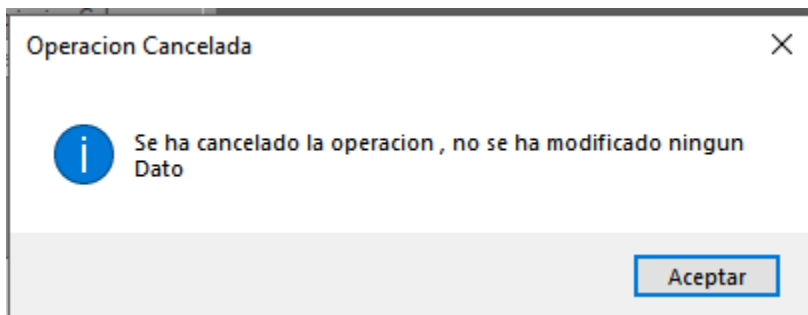 Operacion Cancelada
Se ha cancelado la operacion , no se ha modificado ningun
Dato
Aceptar